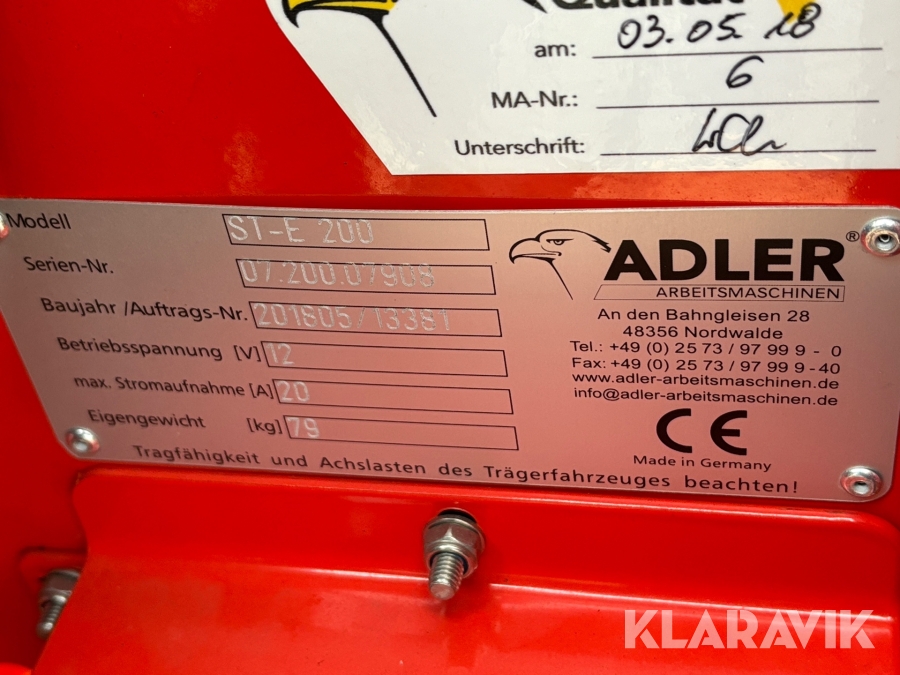 Qualität
am: 03.05.18
MA-Nr.: 6
Unterschrift:
Modell ST-E 200
Serien-Nr. 07.200.07908
Baujahr /Auftrags-Nr. 201805/13381
Betriebsspannung [V] 12
max. Stromaufnahme [A] 20
Eigengewicht [kg] 79
ADLER®
ARBEITSMASCHINEN
An den Bahngleisen 28
48356 Nordwalde
Tel.: +49 (0) 25 73 / 97 99 9 - 0
Fax: +49 (0) 25 73 / 97 99 9 - 40
www.adler-arbeitsmaschinen.de
info@adler-arbeitsmaschinen.de
CE
Made in Germany
Tragfähigkeit und Achslasten des Trägerfahrzeuges beachten!
KLARAVIK